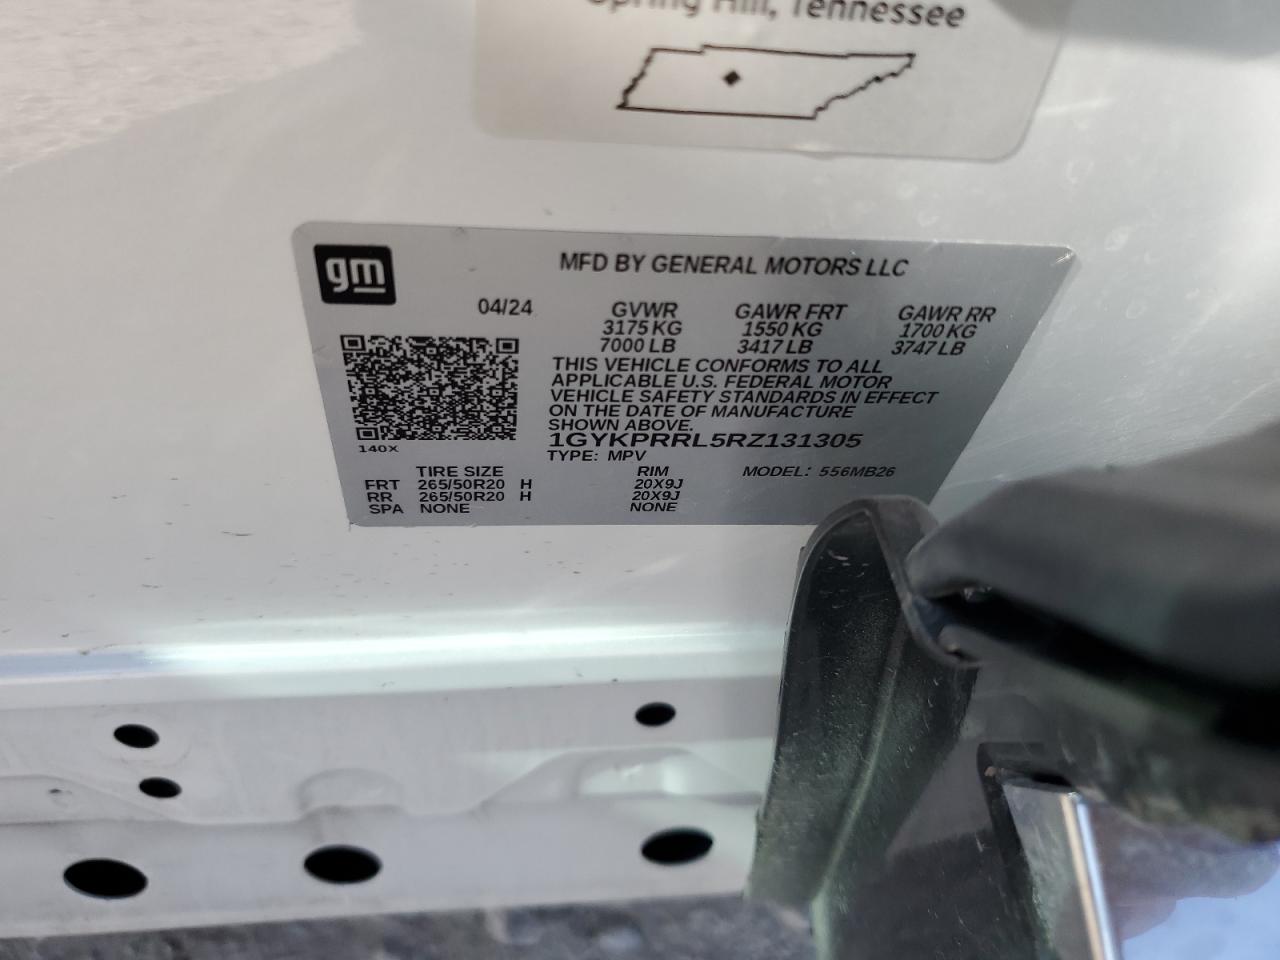 Spring Hill, Tennessee
gm
MFD BY GENERAL MOTORS LLC
04/24
GVWR GAWR FRT GAWR RR
3175 KG 1550 KG 1700 KG
7000 LB 3417 LB 3747 LB
THIS VEHICLE CONFORMS TO ALL
APPLICABLE U.S. FEDERAL MOTOR
VEHICLE SAFETY STANDARDS IN EFFECT
ON THE DATE OF MANUFACTURE
SHOWN ABOVE.
1GYKPRRL5RZ131305
140X
TYPE: MPV
TIRE SIZE RIM MODEL: 556MB26
FRT 265/50R20 H 20X9J
RR 265/50R20 H 20X9J
SPA NONE NONE